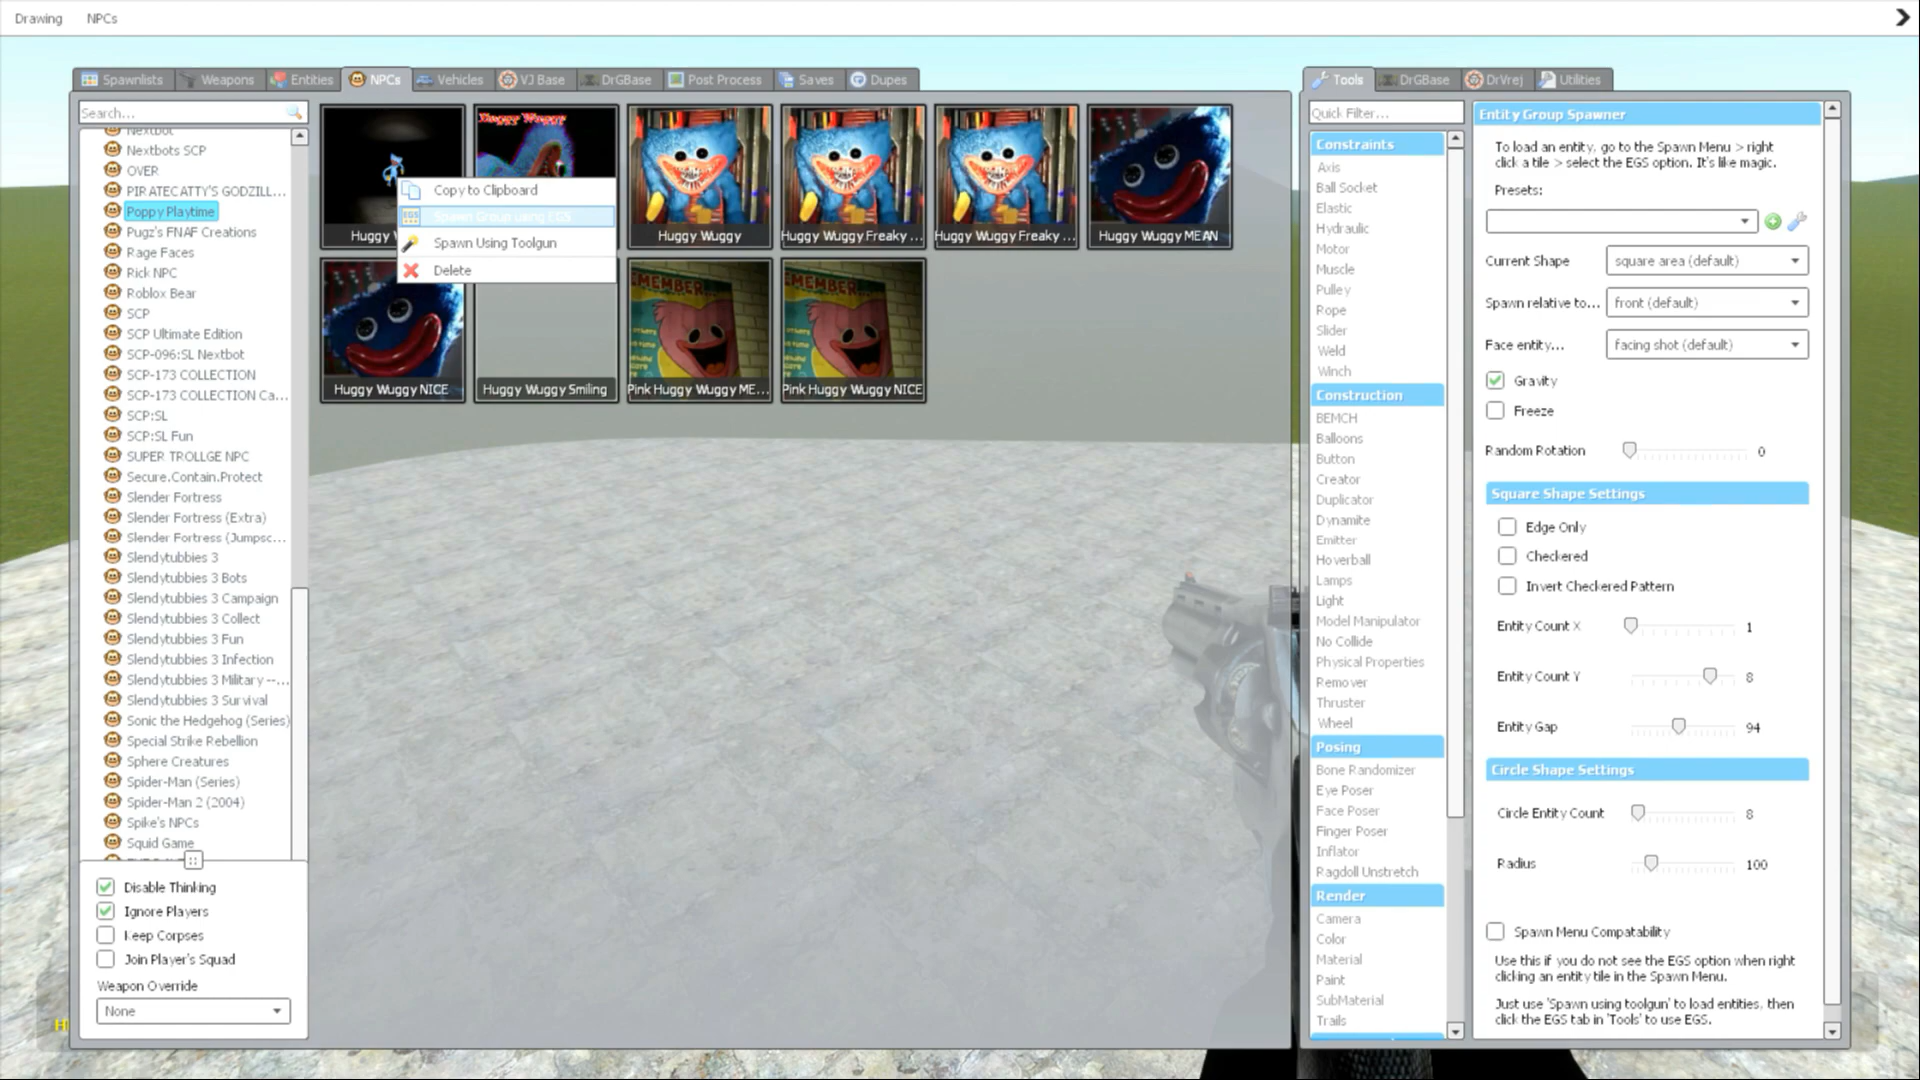 Drawing NPCs
Spawnlists Weapons Entities NPCs Vehicles VJ Base DrGBase Post Process Saves Dupes
Search...
Nextbot
Nextbots SCP
OVER
PIRATECATTY'S GODZILL...
Poppy Playtime
Pugz's FNAF Creations
Rage Faces
Rick NPC
Roblox Bear
SCP
SCP Ultimate Edition
SCP-096:SL Nextbot
SCP-173 COLLECTION
SCP-173 COLLECTION Ca...
SCP:SL
SCP:SL Fun
SUPER TROLLGE NPC
Secure.Contain.Protect
Slender Fortress
Slender Fortress (Extra)
Slender Fortress (Jumpsc...
Slendytubbies 3
Slendytubbies 3 Bots
Slendytubbies 3 Campaign
Slendytubbies 3 Collect
Slendytubbies 3 Fun
Slendytubbies 3 Infection
Slendytubbies 3 Military --...
Slendytubbies 3 Survival
Sonic the Hedgehog (Series)
Special Strike Rebellion
Sphere Creatures
Spider-Man (Series)
Spider-Man 2 (2004)
Spike's NPCs
Squid Game
Disable Thinking
Ignore Players
Keep Corpses
Join Player's Squad
Weapon Override
None
Huggy Wuggy
Huggy
Huggy Wuggy
Huggy Wuggy Freaky ...
Huggy Wuggy Freaky ...
Huggy Wuggy MEAN
Copy to Clipboard
EGS Spawn Group using EGS
Spawn Using Toolgun
Delete
Huggy Wuggy NICE
Huggy Wuggy Smiling
EMEMBER
Pink Huggy Wuggy ME...
EMEMBER
Pink Huggy Wuggy NICE
Tools DrGBase DrVrej Utilities
Quick Filter...
Constraints
Axis
Ball Socket
Elastic
Hydraulic
Motor
Muscle
Pulley
Rope
Slider
Weld
Winch
Construction
BEMCH
Balloons
Button
Creator
Duplicator
Dynamite
Emitter
Hoverball
Lamps
Light
Model Manipulator
No Collide
Physical Properties
Remover
Thruster
Wheel
Posing
Bone Randomizer
Eye Poser
Face Poser
Finger Poser
Inflator
Ragdoll Unstretch
Render
Camera
Color
Material
Paint
SubMaterial
Trails
Entity Group Spawner
To load an entity, go to the Spawn Menu > right
click a tile > select the EGS option. It's like magic.
Presets:
Current Shape square area (default)
Spawn relative to... front (default)
Face entity... facing shot (default)
Gravity
Freeze
Random Rotation 0
Square Shape Settings
Edge Only
Checkered
Invert Checkered Pattern
Entity Count X 1
Entity Count Y 8
Entity Gap 94
Circle Shape Settings
Circle Entity Count 8
Radius 100
Spawn Menu Compatability
Use this if you do not see the EGS option when right
clicking an entity tile in the Spawn Menu.
Just use 'Spawn using toolgun' to load entities, then
click the EGS tab in 'Tools' to use EGS.